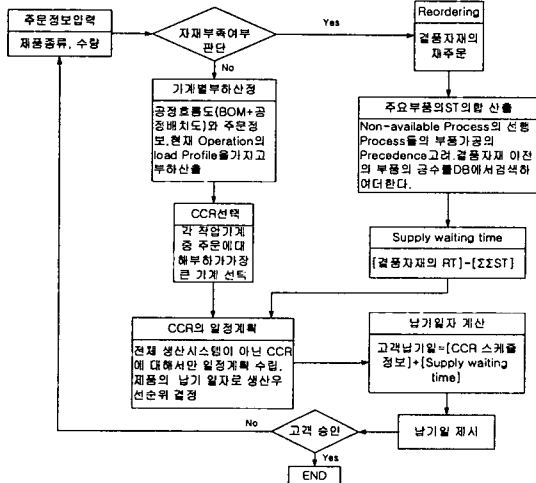 주문정보입력
제품종류, 수량
자재부족여부
판단
Yes
No
Reordering
결품자재의
재주문
기계별부하산정
공정흐름도(BOM+공
정배치도)와 주문정
보,현재 Operation의
load Profile을가지고
부하산출
주요부품의ST의합 산출
Non-available Process의 선행
Process들의 부품가공의
Precedence고려.결품자재 이전
의 부품의 공수를DB에서검색하
여더한다.
CCR선택
각 작업기계
중 주문에대
해부하가가장
큰 기계 선택
Supply waiting time
[결품자재의 RT]-[ΣΣST]
CCR의 일정계획
전체 생산시스템이 아닌 CCR
에 대해서만 일정계획 수립,
제품의 납기 일자로 생산우
선순위 결정
납기일자 계산
고객납기일=[CCR 스케쥴
정보]+[Supply waiting
time]
No
고객 승인
납기일 제시
Yes
END